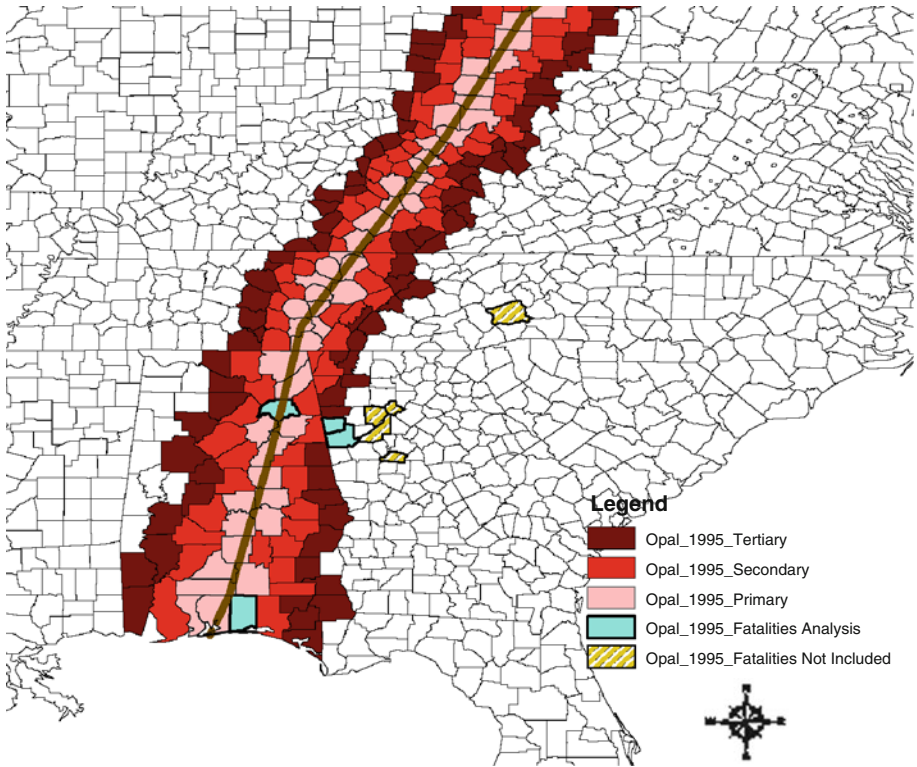 Legend
Opal_1995_Tertiary
Opal_1995_Secondary
Opal_1995_Primary
Opal_1995_Fatalities Analysis
Opal_1995_Fatalities Not Included
N
W
E
S